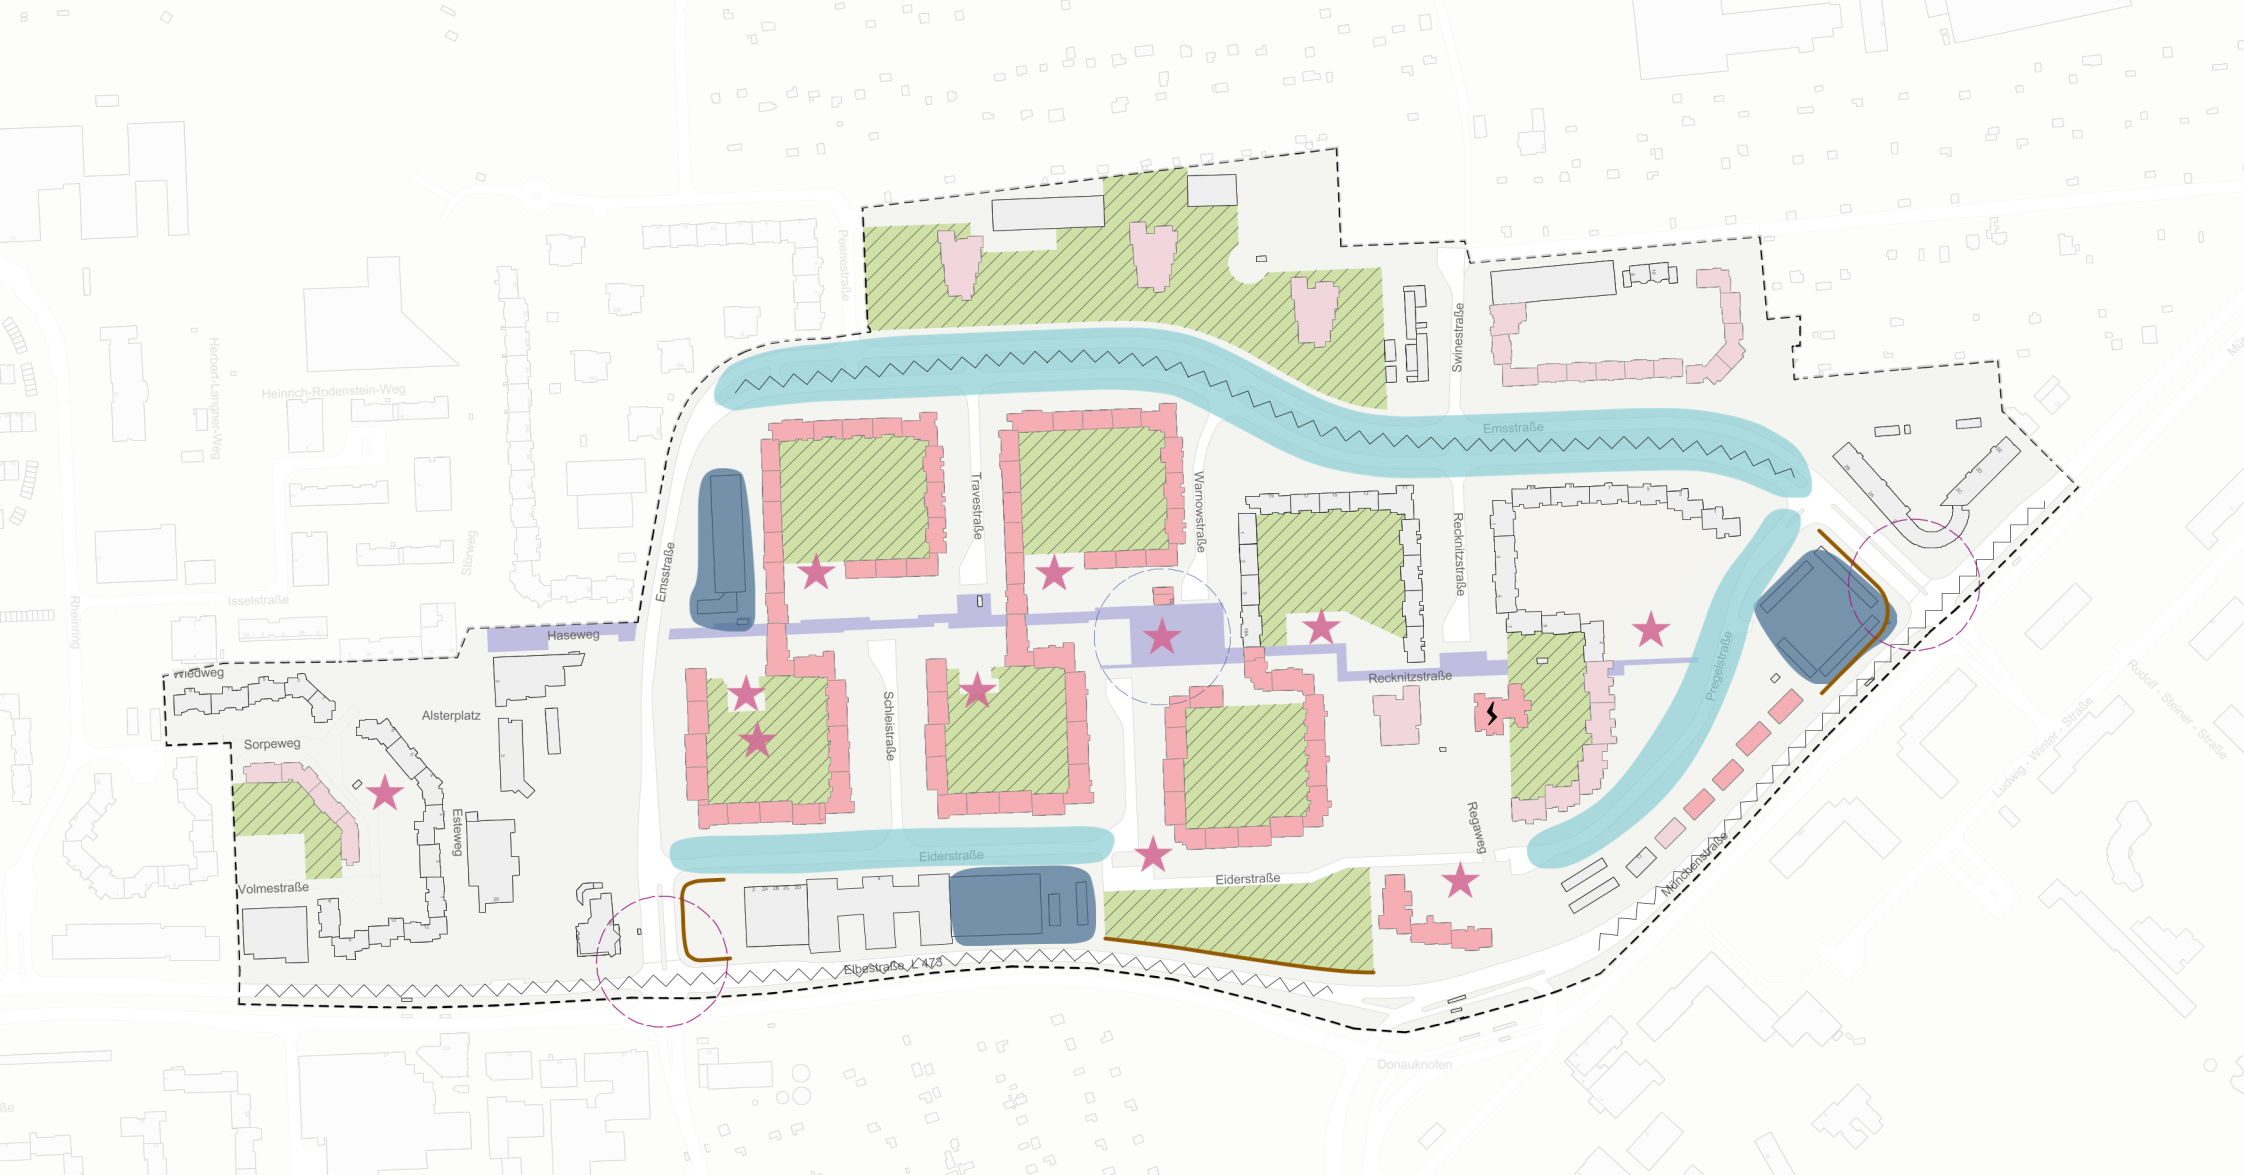 Peenestraße
Swinestraße
Herbert-Langner-Weg
Heinrich-Rodenstein-Weg
Emsstraße
Travestraße
Warnowstraße
Recknitzstraße
Störweg
Emsstraße
Isselstraße
Rheinring
Haseweg
Wiedweg
Recknitzstraße
Pregelstraße
Rudolf - Steiner - Straße
Alsterplatz
Schleistraße
Sorpeweg
Ludwig - Winter - Straße
Esteweg
Regaweg
Eiderstraße
Münchenstraße
Eiderstraße
Volmestraße
Elbestraße L 473
Donauknoten